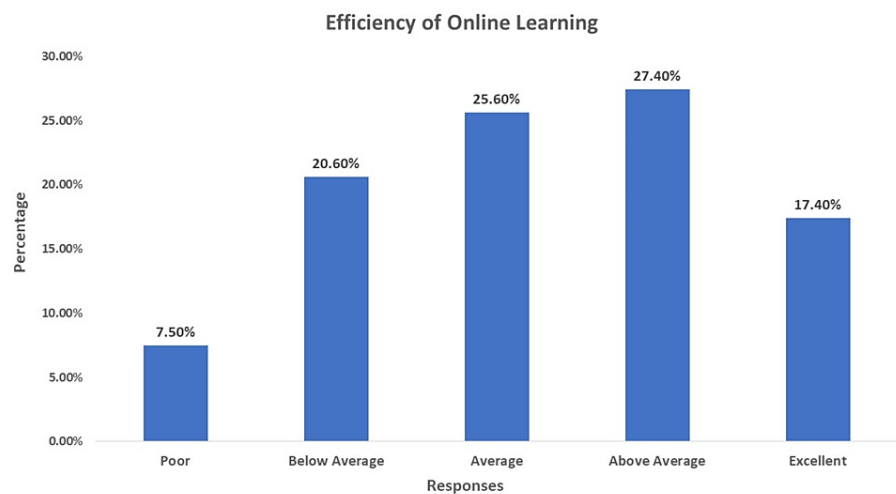 Efficiency of Online Learning
30.00%
25.00%
20.00%
15.00%
10.00%
5.00%
0.00%
Percentage
7.50%
20.60%
25.60%
27.40%
17.40%
Poor
Below Average
Average
Above Average
Excellent
Responses